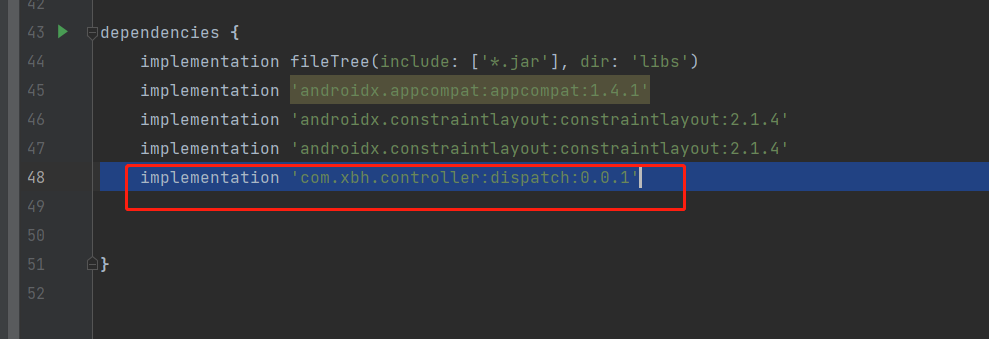 42
43 dependencies {
44 implementation fileTree(include: ['*.jar'], dir: 'libs')
45 implementation 'androidx.appcompat:appcompat:1.4.1'
46 implementation 'androidx.constraintlayout:constraintlayout:2.1.4'
47 implementation 'androidx.constraintlayout:constraintlayout:2.1.4'
48 implementation 'com.xbh.controller:dispatch:0.0.1'
49
50
51 }
52